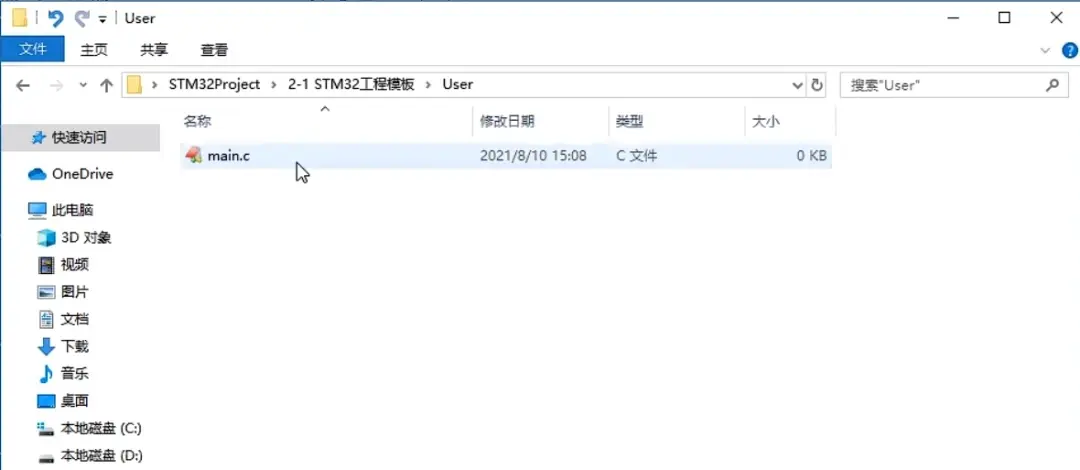 User
文件 主页 共享 查看
STM32Project › 2-1 STM32工程模板 › User 搜索"User"
名称 修改日期 类型 大小
快速访问
main.c 2021/8/10 15:08 C 文件 0 KB
OneDrive
此电脑
3D 对象
视频
图片
文档
下载
音乐
桌面
本地磁盘 (C:)
本地磁盘 (D:)